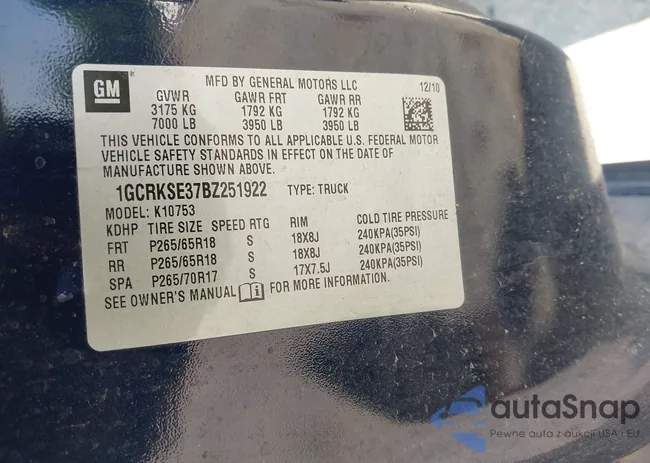 GM
MFD BY GENERAL MOTORS LLC
12/10
GVWR GAWR FRT GAWR RR
3175 KG 1792 KG 1792 KG
7000 LB 3950 LB 3950 LB
THIS VEHICLE CONFORMS TO ALL APPLICABLE U.S. FEDERAL MOTOR
VEHICLE SAFETY STANDARDS IN EFFECT ON THE DATE OF
MANUFACTURE SHOWN ABOVE.
1GCRKSE37BZ251922 TYPE: TRUCK
MODEL: K10753
KDHP TIRE SIZE SPEED RTG RIM COLD TIRE PRESSURE
FRT P265/65R18 S 18X8J 240KPA(35PSI)
RR P265/65R18 S 18X8J 240KPA(35PSI)
SPA P265/70R17 S 17X7.5J 240KPA(35PSI)
SEE OWNER'S MANUAL FOR MORE INFORMATION.
autaSnap
Pewne auta z aukcji USA i EU